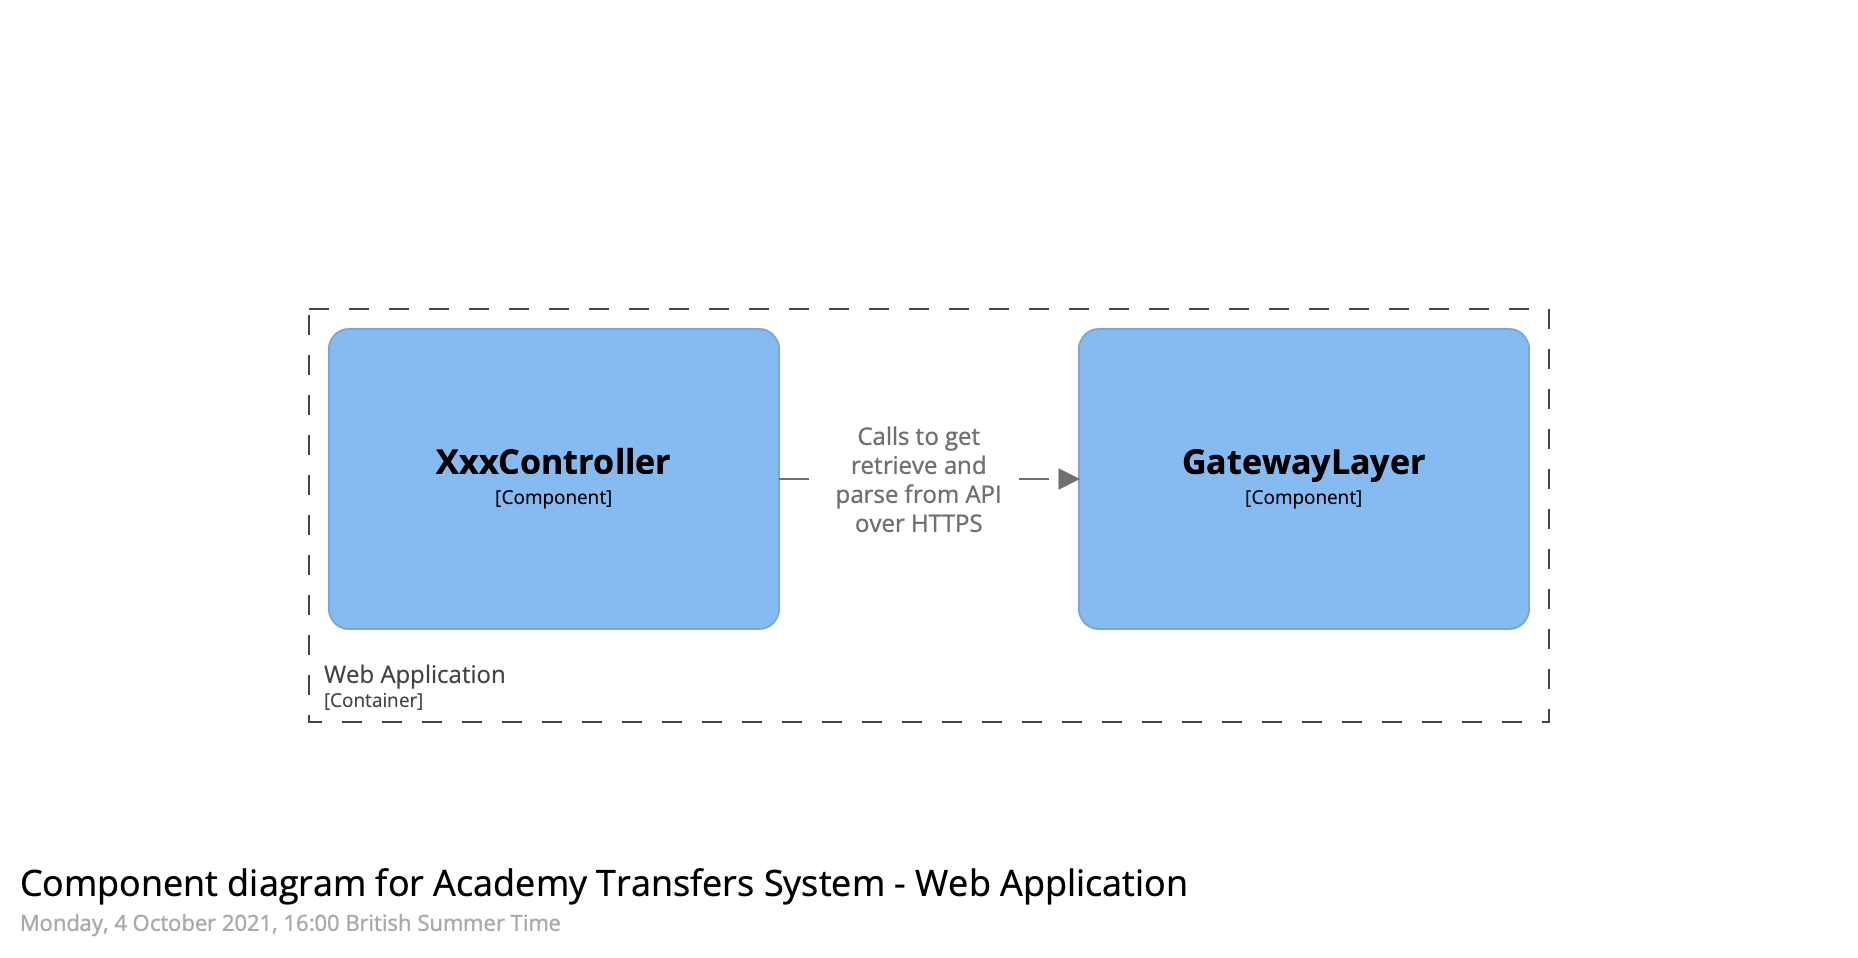 XxxController
[Component]
Calls to get
retrieve and
parse from API
over HTTPS
GatewayLayer
[Component]
Web Application
[Container]
Component diagram for Academy Transfers System - Web Application
Monday, 4 October 2021, 16:00 British Summer Time